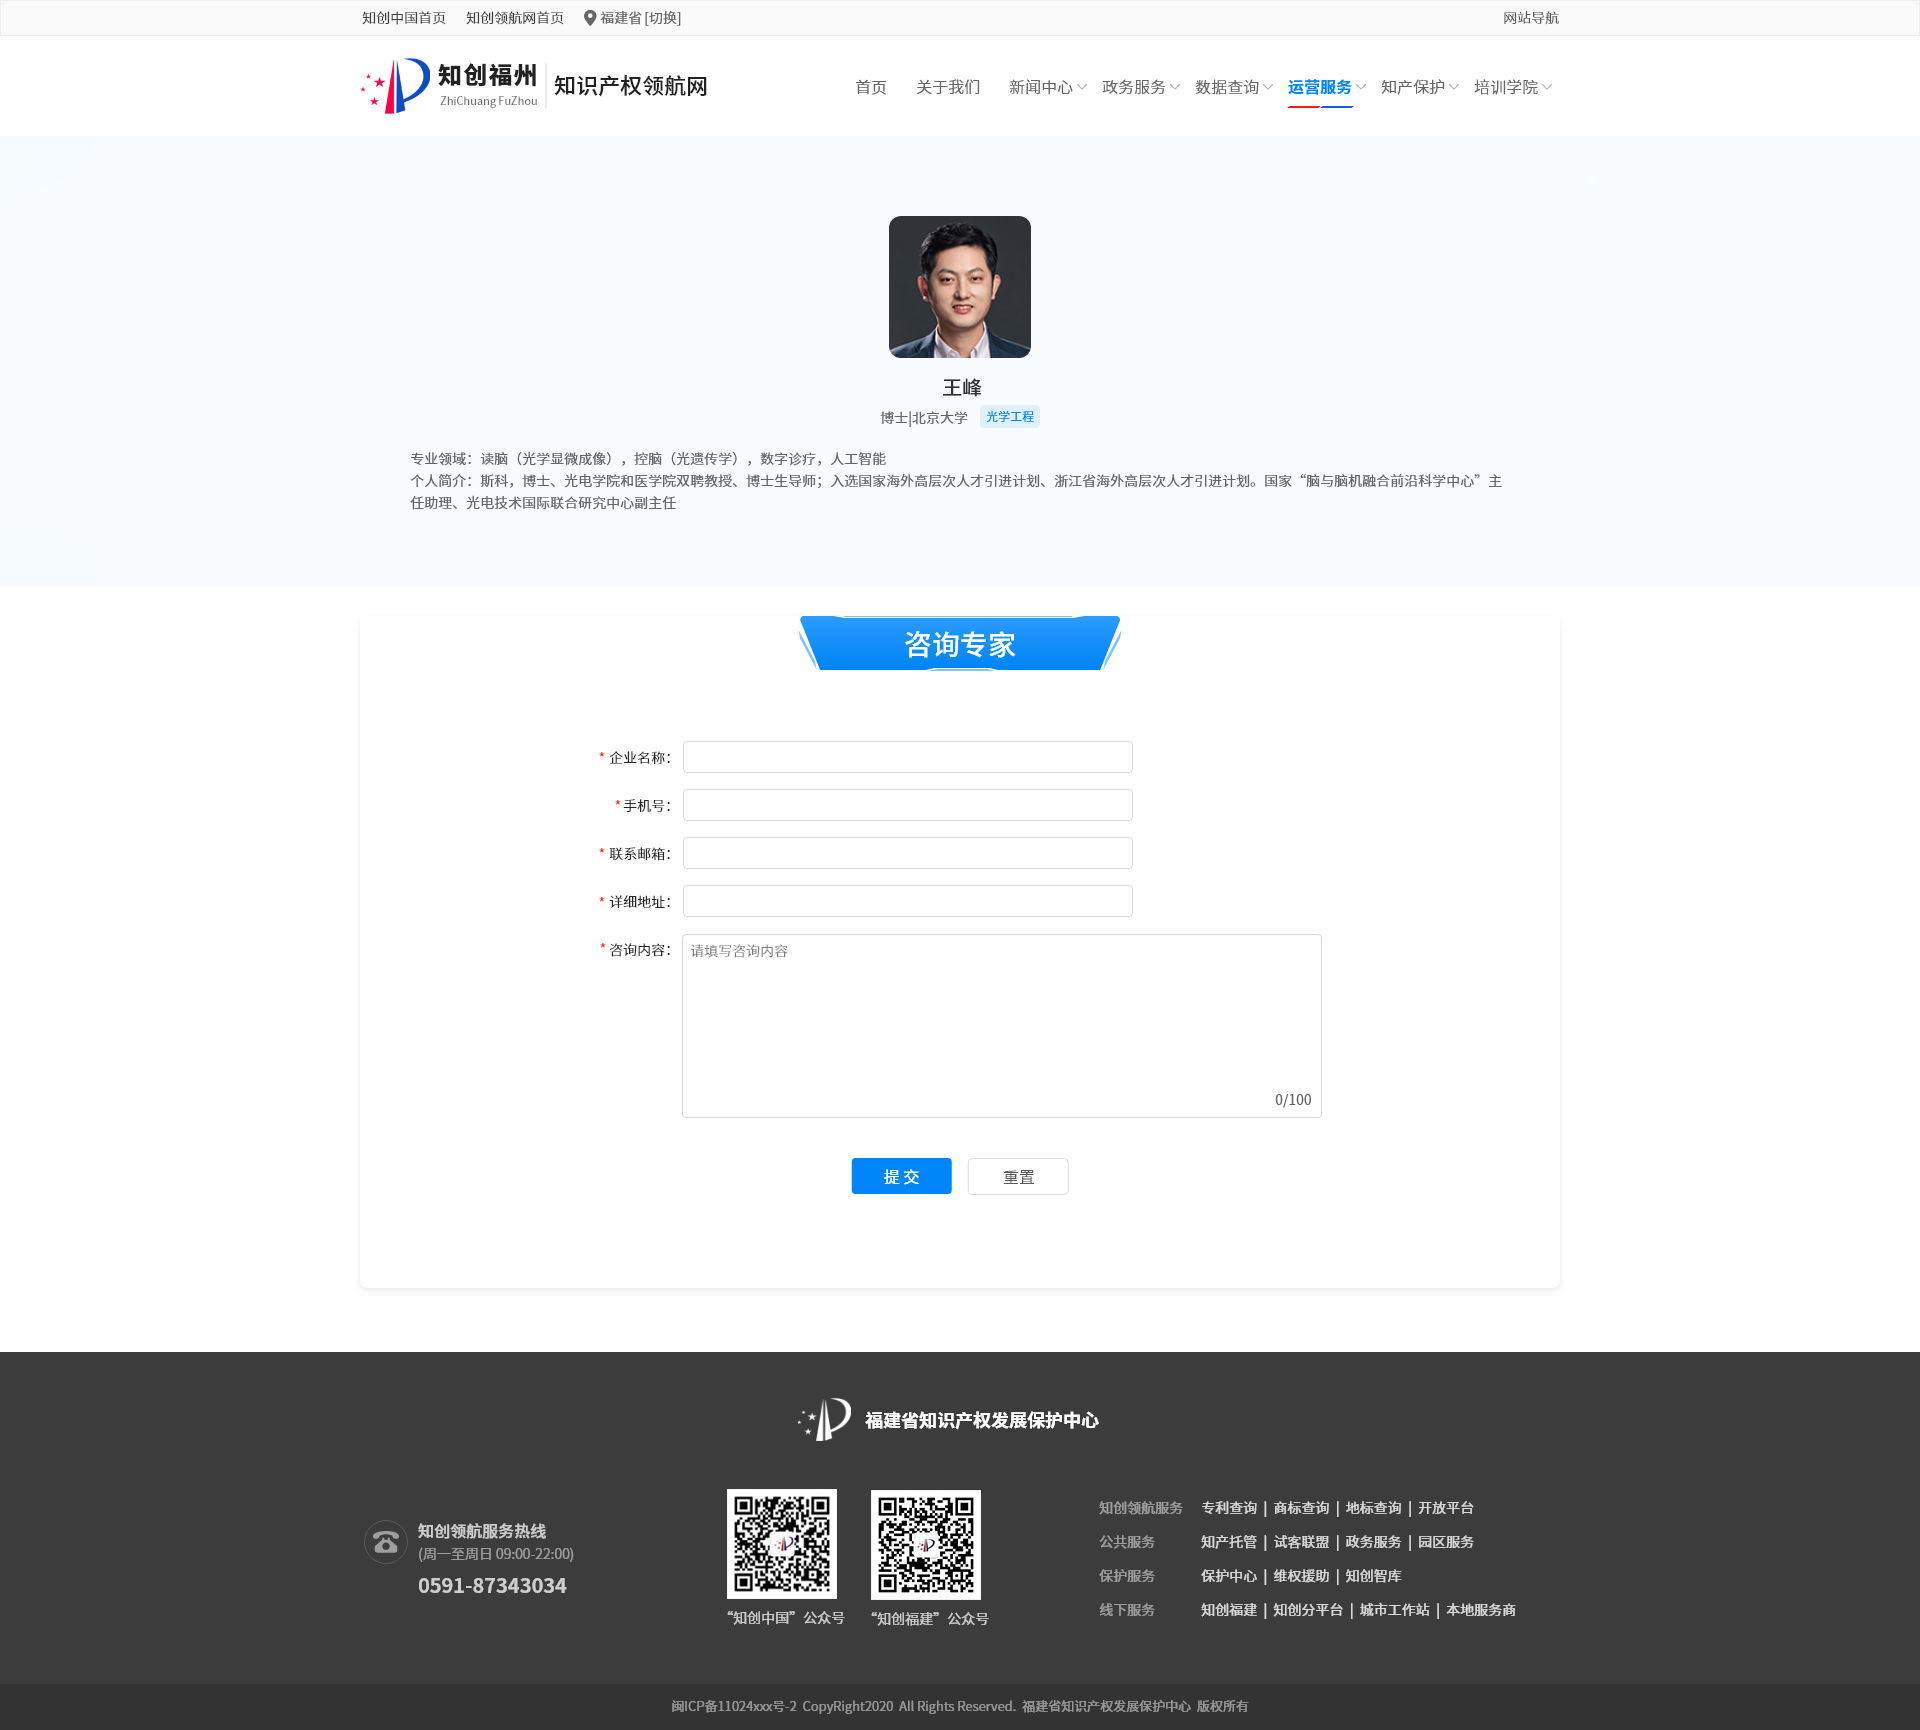 知创中国首页 知创领航网首页 福建省 [切换] 网站导航
知创福州 ZhiChuang FuZhou 知识产权领航网
首页 关于我们 新闻中心 政务服务 数据查询 运营服务 知产保护 培训学院
王峰
博士|北京大学 光学工程
专业领域：读脑（光学显微成像），控脑（光遗传学），数字诊疗，人工智能
个人简介：斯科，博士、光电学院和医学院双聘教授、博士生导师；入选国家海外高层次人才引进计划、浙江省海外高层次人才引进计划。国家“脑与脑机融合前沿科学中心”主
任助理、光电技术国际联合研究中心副主任
咨询专家
* 企业名称：
* 手机号：
* 联系邮箱：
* 详细地址：
* 咨询内容：
请填写咨询内容
0/100
提 交 重置
福建省知识产权发展保护中心
知创领航服务热线
(周一至周日 09:00-22:00)
0591-87343034
“知创中国”公众号 “知创福建”公众号
知创领航服务 专利查询 | 商标查询 | 地标查询 | 开放平台
公共服务 知产托管 | 试客联盟 | 政务服务 | 园区服务
保护服务 保护中心 | 维权援助 | 知创智库
线下服务 知创福建 | 知创分平台 | 城市工作站 | 本地服务商
闽ICP备11024xxx号-2 CopyRight2020 All Rights Reserved. 福建省知识产权发展保护中心 版权所有